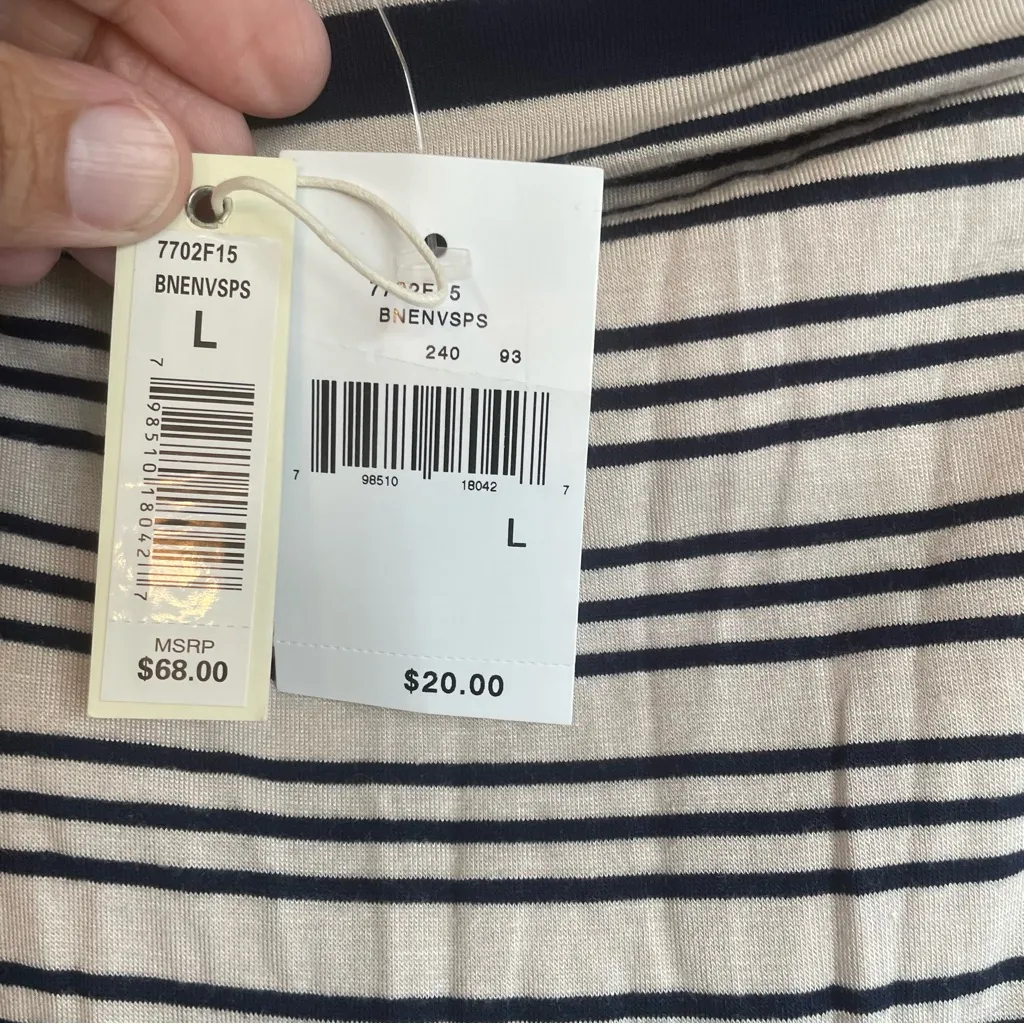 7702F15
BNENVSPS
L
7 98510 18042 7
MSRP
$68.00
BNENVSPS
240 93
7 98510 18042 7
L
$20.00